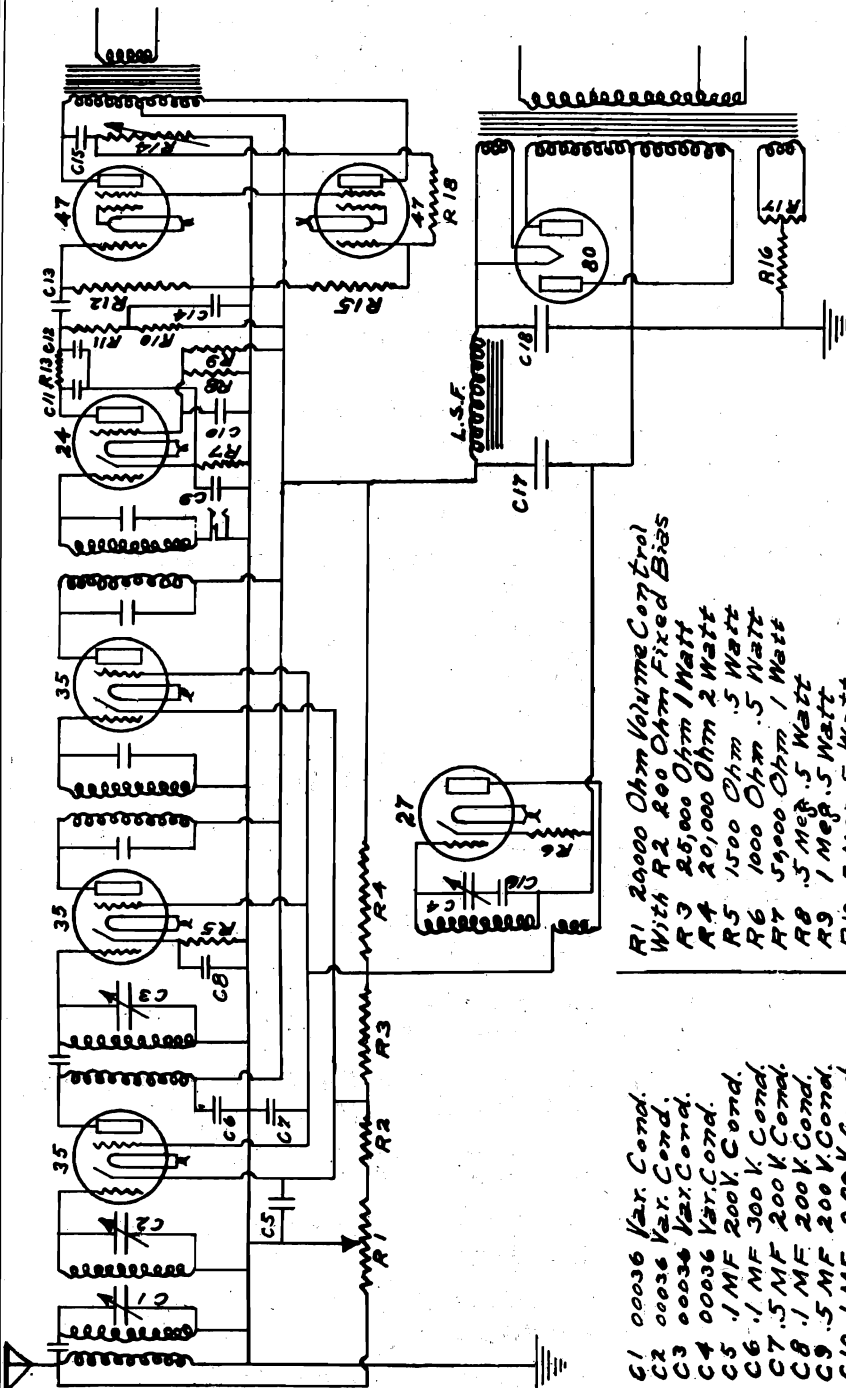 35
35
35
24
47
47
27
80
C1
C2
C3
C4
C5
C6
C7
C8
C9
C10
C11
R13
C12
C13
C14
C15
C16
C17
C18
R1
R2
R3
R4
R5
R6
R7
R8
R9
R10
R11
R12
R14
R15
R16
R17
R18
L.S.F.
C1 00036 Var. Cond.
C2 00036 Var. Cond.
C3 00036 Var. Cond.
C4 00036 Var. Cond.
C5 .1 MF 200 V. Cond.
C6 .1 MF 300 V. Cond.
C7 .5 MF 200 V. Cond.
C8 .1 MF 200 V. Cond.
C9 .5 MF 200 V. Cond.
R1 20,000 Ohm Volume Control
With R2 200 Ohm Fixed Bias
R3 25,000 Ohm 1 Watt
R4 20,000 Ohm 2 Watt
R5 1500 Ohm .5 Watt
R6 1000 Ohm .5 Watt
R7 50,000 Ohm 1 Watt
R8 .5 Meg .5 Watt
R9 1 Meg .5 Watt